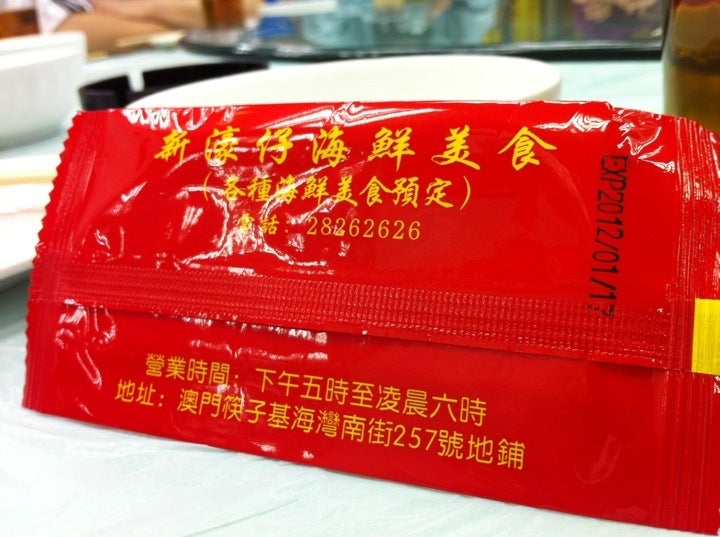 新濠仔海鮮美食
(各種海鮮美食預定)
電話: 28262626
EXP2012/01/17
營業時間: 下午五時至凌晨六時
地址: 澳門筷子基海灣南街257號地鋪